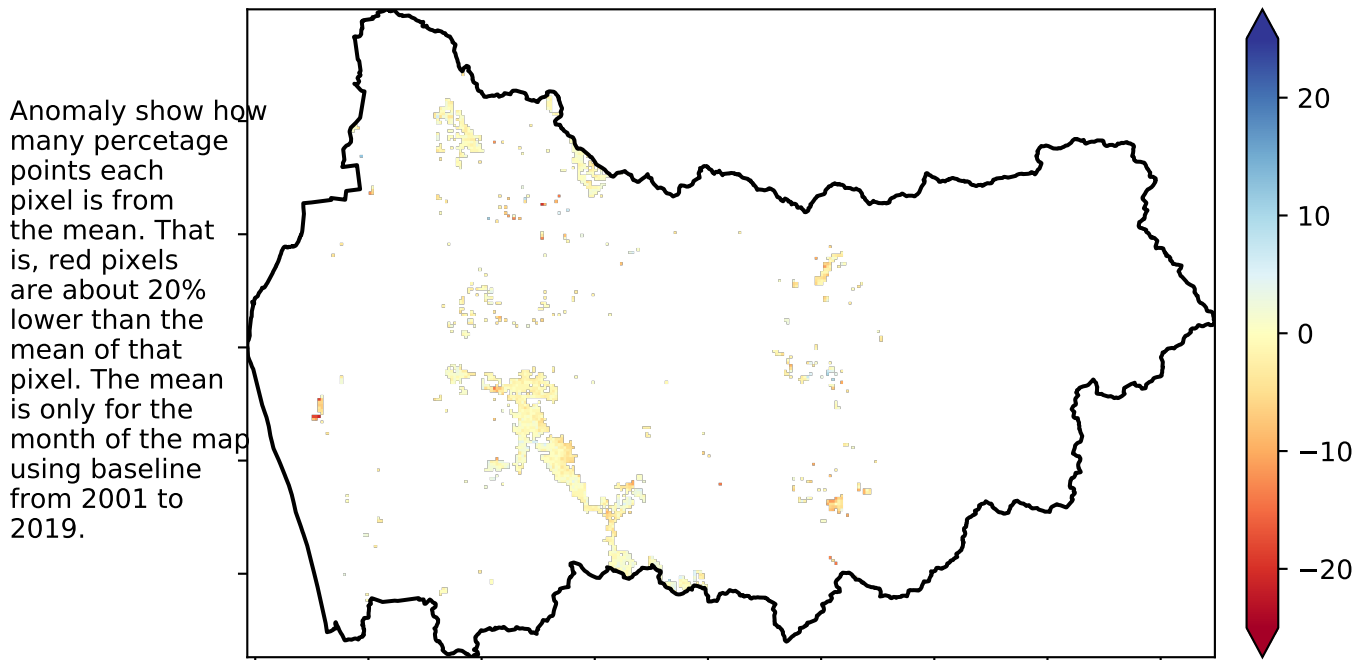 Anomaly show how
many percetage
points each
pixel is from
the mean. That
is, red pixels
are about 20%
lower than the
mean of that
pixel. The mean
is only for the
month of the map
using baseline
from 2001 to
2019.
20
10
0
−10
−20